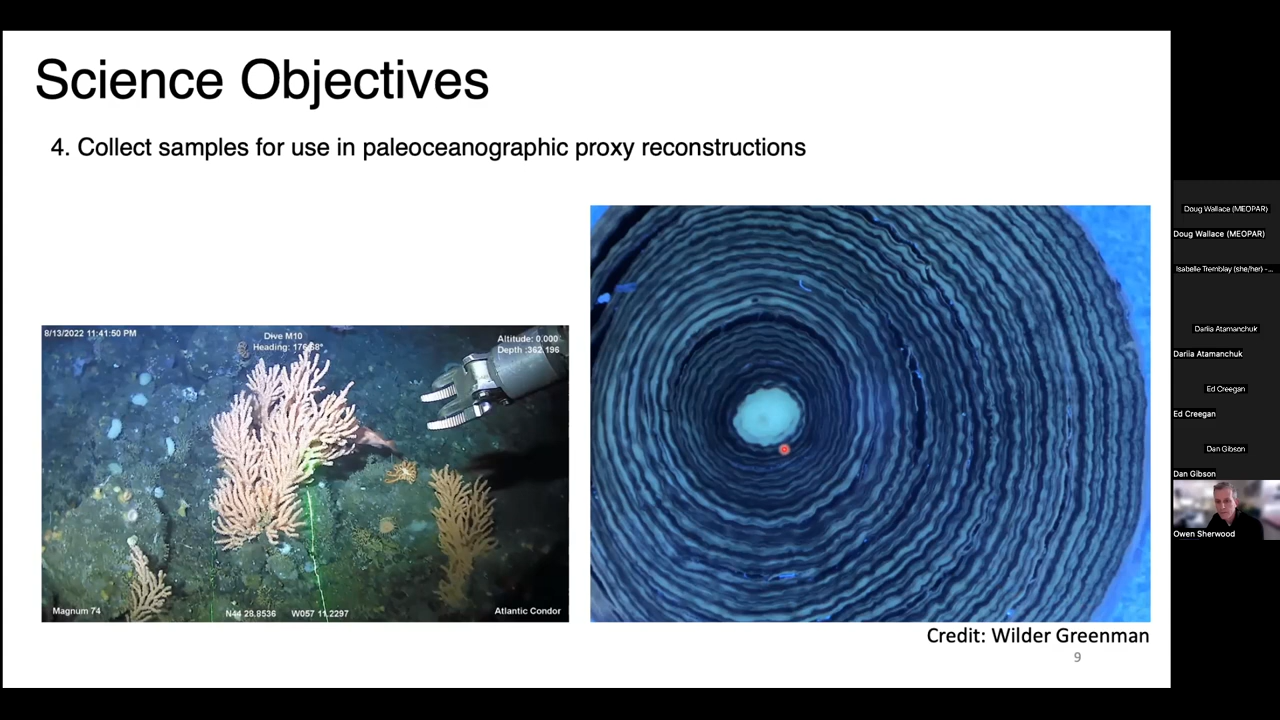 Science Objectives
4. Collect samples for use in paleoceanographic proxy reconstructions
8/13/2022 11:41:50 PM
Dive M10
Heading: 176.68°
Altitude: 0.000
Depth :362.196
Magnum 74
N44 28.8536 W057 11.2297
Atlantic Condor
Credit: Wilder Greenman
9
Doug Wallace (MEOPAR)
Doug Wallace (MEOPAR)
Isabelle Tremblay (she/her) -...
Dariia Atamanchuk
Dariia Atamanchuk
Ed Creegan
Ed Creegan
Dan Gibson
Dan Gibson
Owen Sherwood